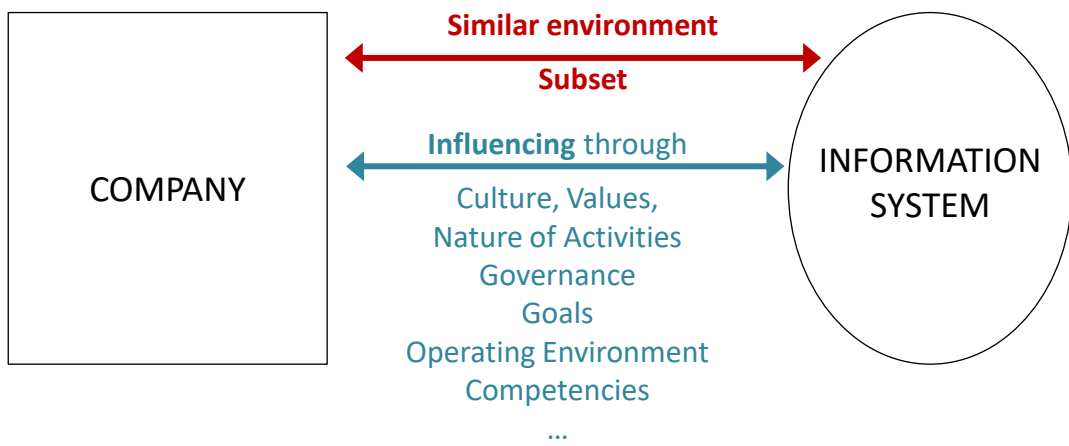 Similar environment
Subset
Influencing through
COMPANY
INFORMATION
SYSTEM
Culture, Values,
Nature of Activities
Governance
Goals
Operating Environment
Competencies
...